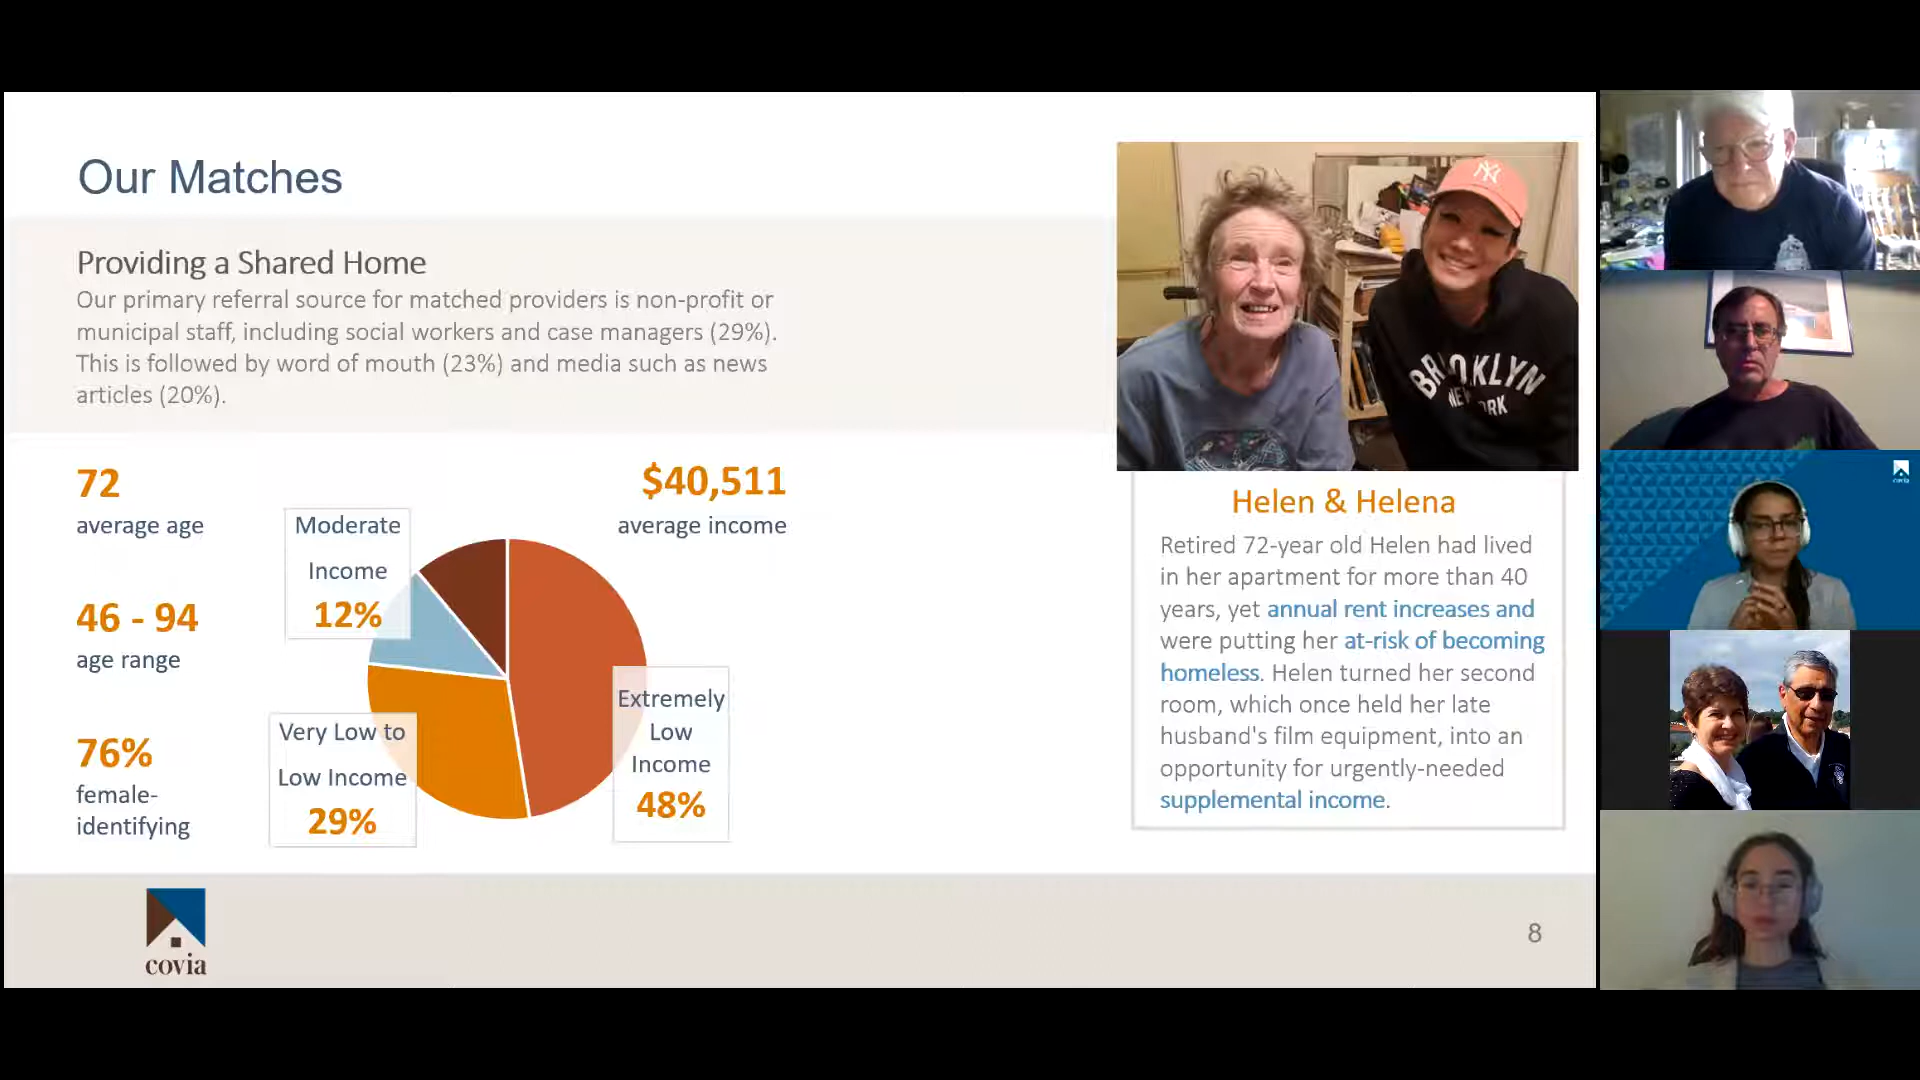 Our Matches
Providing a Shared Home
Our primary referral source for matched providers is non-profit or
municipal staff, including social workers and case managers (29%).
This is followed by word of mouth (23%) and media such as news
articles (20%).
72
average age
46 - 94
age range
76%
female-
identifying
Moderate
Income
12%
Very Low to
Low Income
29%
$40,511
average income
Extremely
Low
Income
48%
NY
BROOKLYN
NEW YORK
Helen & Helena
Retired 72-year old Helen had lived
in her apartment for more than 40
years, yet annual rent increases and
were putting her at-risk of becoming
homeless. Helen turned her second
room, which once held her late
husband's film equipment, into an
opportunity for urgently-needed
supplemental income.
covia
8
covia